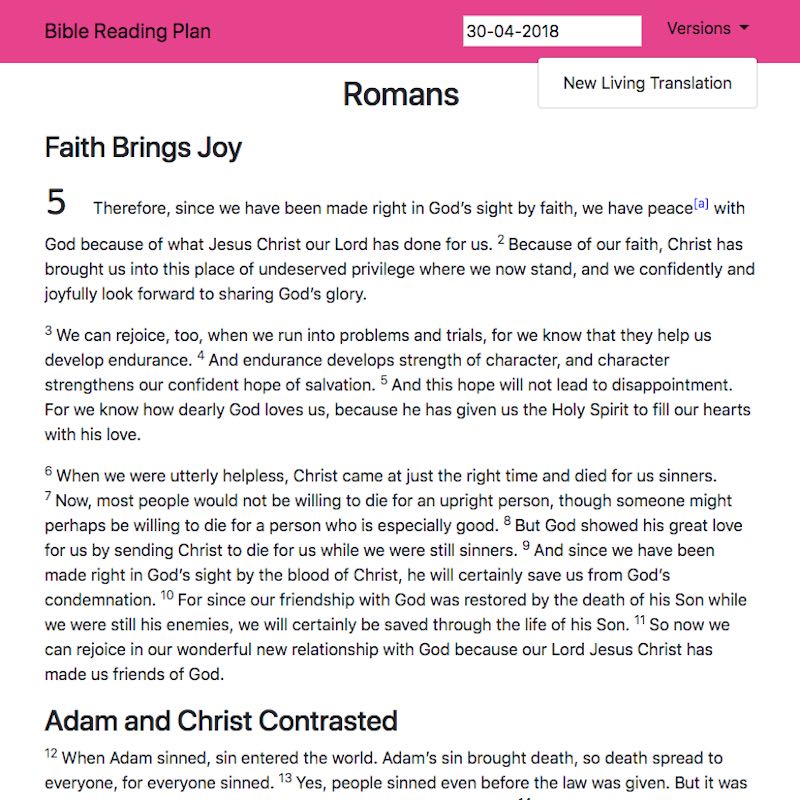 Bible Reading Plan
30-04-2018
Versions
New Living Translation
Romans
Faith Brings Joy
5 Therefore, since we have been made right in God’s sight by faith, we have peace[a] with
God because of what Jesus Christ our Lord has done for us. 2 Because of our faith, Christ has
brought us into this place of undeserved privilege where we now stand, and we confidently and
joyfully look forward to sharing God’s glory.
3 We can rejoice, too, when we run into problems and trials, for we know that they help us
develop endurance. 4 And endurance develops strength of character, and character
strengthens our confident hope of salvation. 5 And this hope will not lead to disappointment.
For we know how dearly God loves us, because he has given us the Holy Spirit to fill our hearts
with his love.
6 When we were utterly helpless, Christ came at just the right time and died for us sinners.
7 Now, most people would not be willing to die for an upright person, though someone might
perhaps be willing to die for a person who is especially good. 8 But God showed his great love
for us by sending Christ to die for us while we were still sinners. 9 And since we have been
made right in God’s sight by the blood of Christ, he will certainly save us from God’s
condemnation. 10 For since our friendship with God was restored by the death of his Son while
we were still his enemies, we will certainly be saved through the life of his Son. 11 So now we
can rejoice in our wonderful new relationship with God because our Lord Jesus Christ has
made us friends of God.
Adam and Christ Contrasted
12 When Adam sinned, sin entered the world. Adam’s sin brought death, so death spread to
everyone, for everyone sinned. 13 Yes, people sinned even before the law was given. But it was